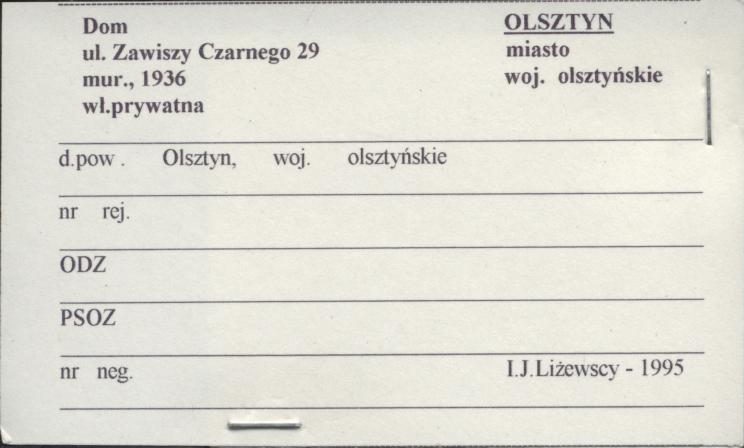 Dom
ul. Zawiszy Czarnego 29
mur., 1936
wł.prywatna
OLSZTYN
miasto
woj. olsztyńskie
d.pow . Olsztyn, woj. olsztyńskie
nr rej.
ODZ
PSOZ
nr neg. I.J.Liżewscy - 1995